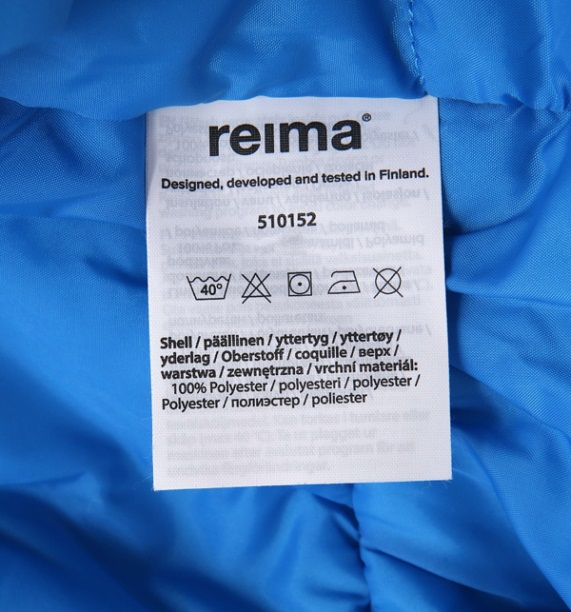 reima®
Designed, developed and tested in Finland.
510152
40°
Shell / päällinen / yttertyg / yttertøy /
yderlag / Oberstoff / coquille / верх /
warstwa / zewnętrzna / vrchní materiál:
100% Polyester / polyesteri / polyester /
Polyester / полиэстер / poliester